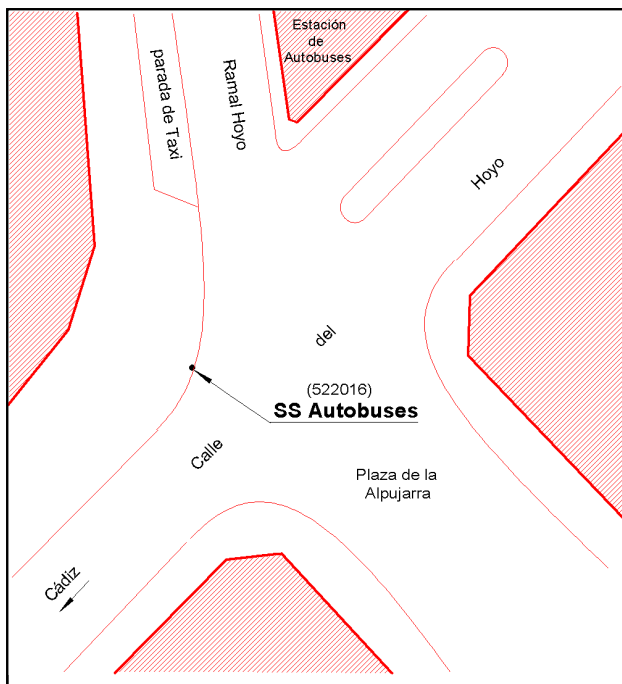 Estación
de
Autobuses
parada de Taxi
Ramal Hoyo
Hoyo
del
(522016)
SS Autobuses
Calle
Plaza de la
Alpujarra
Cádiz